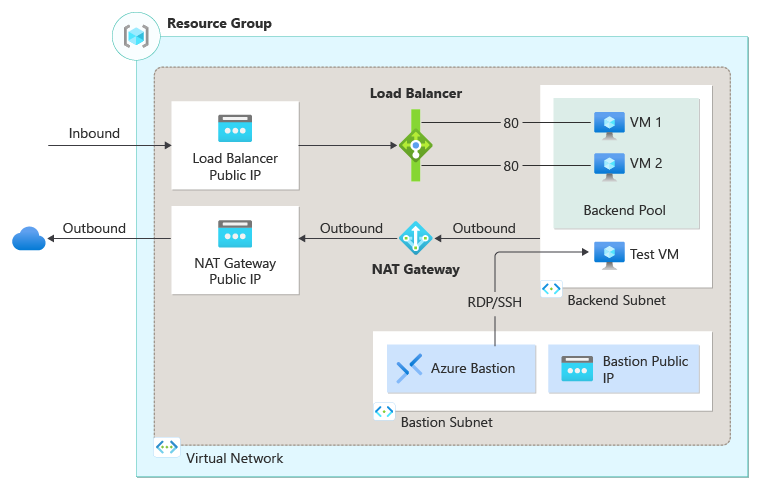 Resource Group
Load Balancer
Inbound
Load Balancer
Public IP
80
VM 1
80
VM 2
Backend Pool
Outbound
NAT Gateway
Public IP
Outbound
Outbound
NAT Gateway
Test VM
Backend Subnet
RDP/SSH
Azure Bastion
Bastion Public
IP
Bastion Subnet
Virtual Network